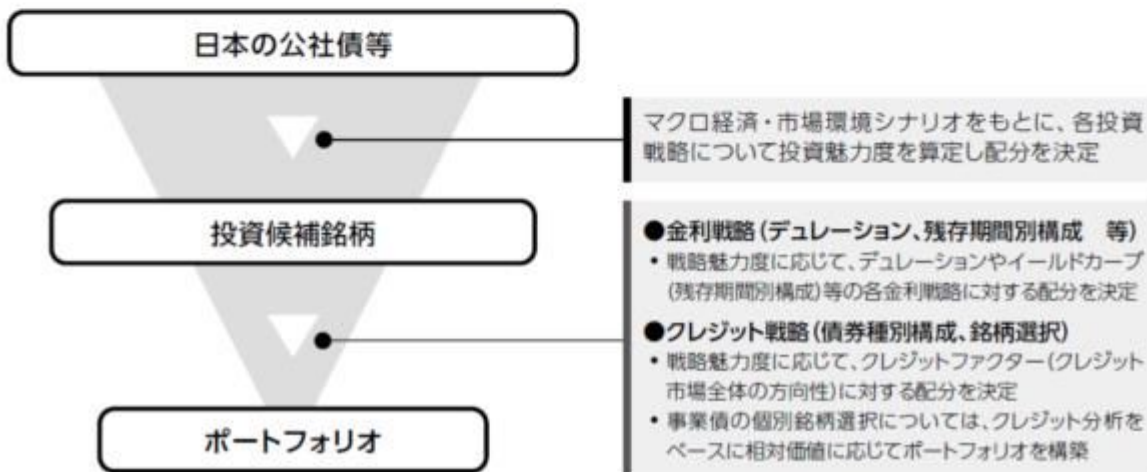 日本の公社債等
マクロ経済・市場環境シナリオをもとに、各投資
戦略について投資魅力度を算定し配分を決定
投資候補銘柄
●金利戦略(デュレーション、残存期間別構成　等)
• 戦略魅力度に応じて、デュレーションやイールドカーブ
(残存期間別構成)等の各金利戦略に対する配分を決定
●クレジット戦略(債券種別構成、銘柄選択)
• 戦略魅力度に応じて、クレジットファクター(クレジット
市場全体の方向性)に対する配分を決定
• 事業債の個別銘柄選択については、クレジット分析を
ベースに相対価値に応じてポートフォリオを構築
ポートフォリオ